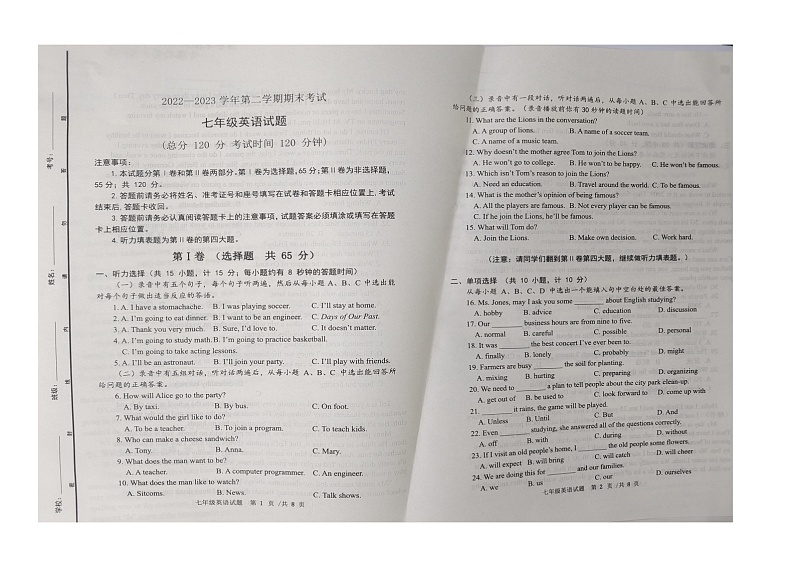 2022—2023 学年第二学期期末考试
七年级英语试题
(总分 120 分 考试时间 120 分钟)
注意事项:
1. 本试题分第 I 卷和第 II 卷两部分。第 I 卷为选择题,65 分;第 II 卷为非选择题,
55 分;共 120 分。
2. 答题前请务必将姓名、准考证号和座号填写在试卷和答题卡相应位置上,考试
结束后,答题卡收回。
3. 答题前请务必认真阅读答题卡上的注意事项,试题答案必须填涂或填写在答题
卡上相应位置。
4. 听力填表题为第 II 卷的第四大题。
第 I 卷 (选择题 共 65 分)
一、听力选择 (共 15 小题,计 15 分;每小题约有 8 秒钟的答题时间)
(一) 录音中有五个句子,每个句子听两遍,然后从每小题 A、B、C 中选出能
对每个句子做出适当反应的答语。
1. A. I have a stomachache. B. I was playing soccer. C. I'll stay at home.
2. A. I'm going to eat dinner. B. I want to be an engineer. C. Days of Our Past.
3. A. Thank you very much. B. Sure, I'd love to. C. It doesn't matter.
4. A. I'm going to study math. B. I'm going to practice basketball.
C. I'm going to take acting lessons.
5. A. I'll be an astronaut. B. I'll join your party. C. I'll play with friends.
(二) 录音中有五组对话,听对话两遍后,从每小题 A、B、C 中选出能回答所
给问题的正确答案。
6. How will Alice go to the party?
A. By taxi. B. By bus. C. On foot.
7. What would the girl like to do?
A. To be a teacher. B. To join a program. C. To teach kids.
8. Who can make a cheese sandwich?
A. Tony. B. Anna. C. Mary.
9. What does the man want to be?
A. A teacher. B. A computer programmer. C. An engineer.
10. What does the man like to watch?
A. Sitcoms. B. News. C. Talk shows.
七年级英语试题 第 1 页 /共 8 页
(三) 录音中有一段对话,听对话两遍后,从每小题 A、B、C 中选出能回答所
给问题的正确答案。(录音播放前你有 30 秒钟的读题时间)
11. What are the Lions in the conversation?
A. A group of lions. B. A name of a soccer team.
C. A name of a music team.
12. Why doesn't the mother agree Tom to join the Lions?
A. He won't go to college. B. He won't to be happy. C. He won't be famous.
13. Which isn't Tom's reason to join the Lions?
A. Need an education. B. Travel around the world. C. To be famous.
14. What is the mother's opinion of being famous?
A. All the players are famous. B. Not every player can be famous.
C. If he join the Lions, he'll be famous.
15. What will Tom do?
A. Join the Lions. B. Make own decision. C. Work hard.
(注意:请同学们翻到第 II 卷第四大题,继续做听力填表题。)
二、单项选择 (共 10 小题,计 10 分)
从每小题 A、B、C、D 中选出一个能填入句中空白处的最佳答案。
16. Ms. Jones, may I ask you some ________ about English studying?
A. hobby B. advice C. education D. discussion
17. Our ________ business hours are from nine to five.
A. normal B. careful C. possible D. personal
18. It was ________ the best concert I've ever been to.
A. finally B. lonely C. probably D. might
19. Farmers are busy ________ the soil for planting.
A. mixing B. hurting C. preparing D. organizing
20. We need to ________ a plan to tell people about the city park clean-up.
A. get out of B. be used to C. look forward to D. come up with
21. ________ it rains, the game will be played.
A. Unless B. Until C. But D. And
22. Even ________ studying, she answered all of the questions correctly.
A. off B. with C. during D. without
23. If I visit an old people's home, I ________ the old people some flowers.
A. will expect B. will bring C. will catch D. will cheer
24. We are doing this for ________ and our families.
A. we B. us C. our D. ourselves
七年级英语试题 第 2 页 /共 8 页
考号:
姓名:
班级:
学校: